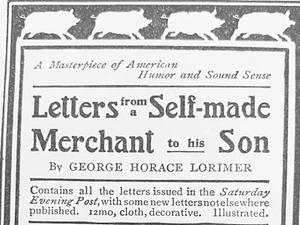 A Masterpiece of American
Humor and Sound Sense
Letters from a Self-made
Merchant to his Son
By GEORGE HORACE LORIMER
Contains all the letters issued in the Saturday
Evening Post, with some new letters not elsewhere
published. 12mo, cloth, decorative. Illustrated.